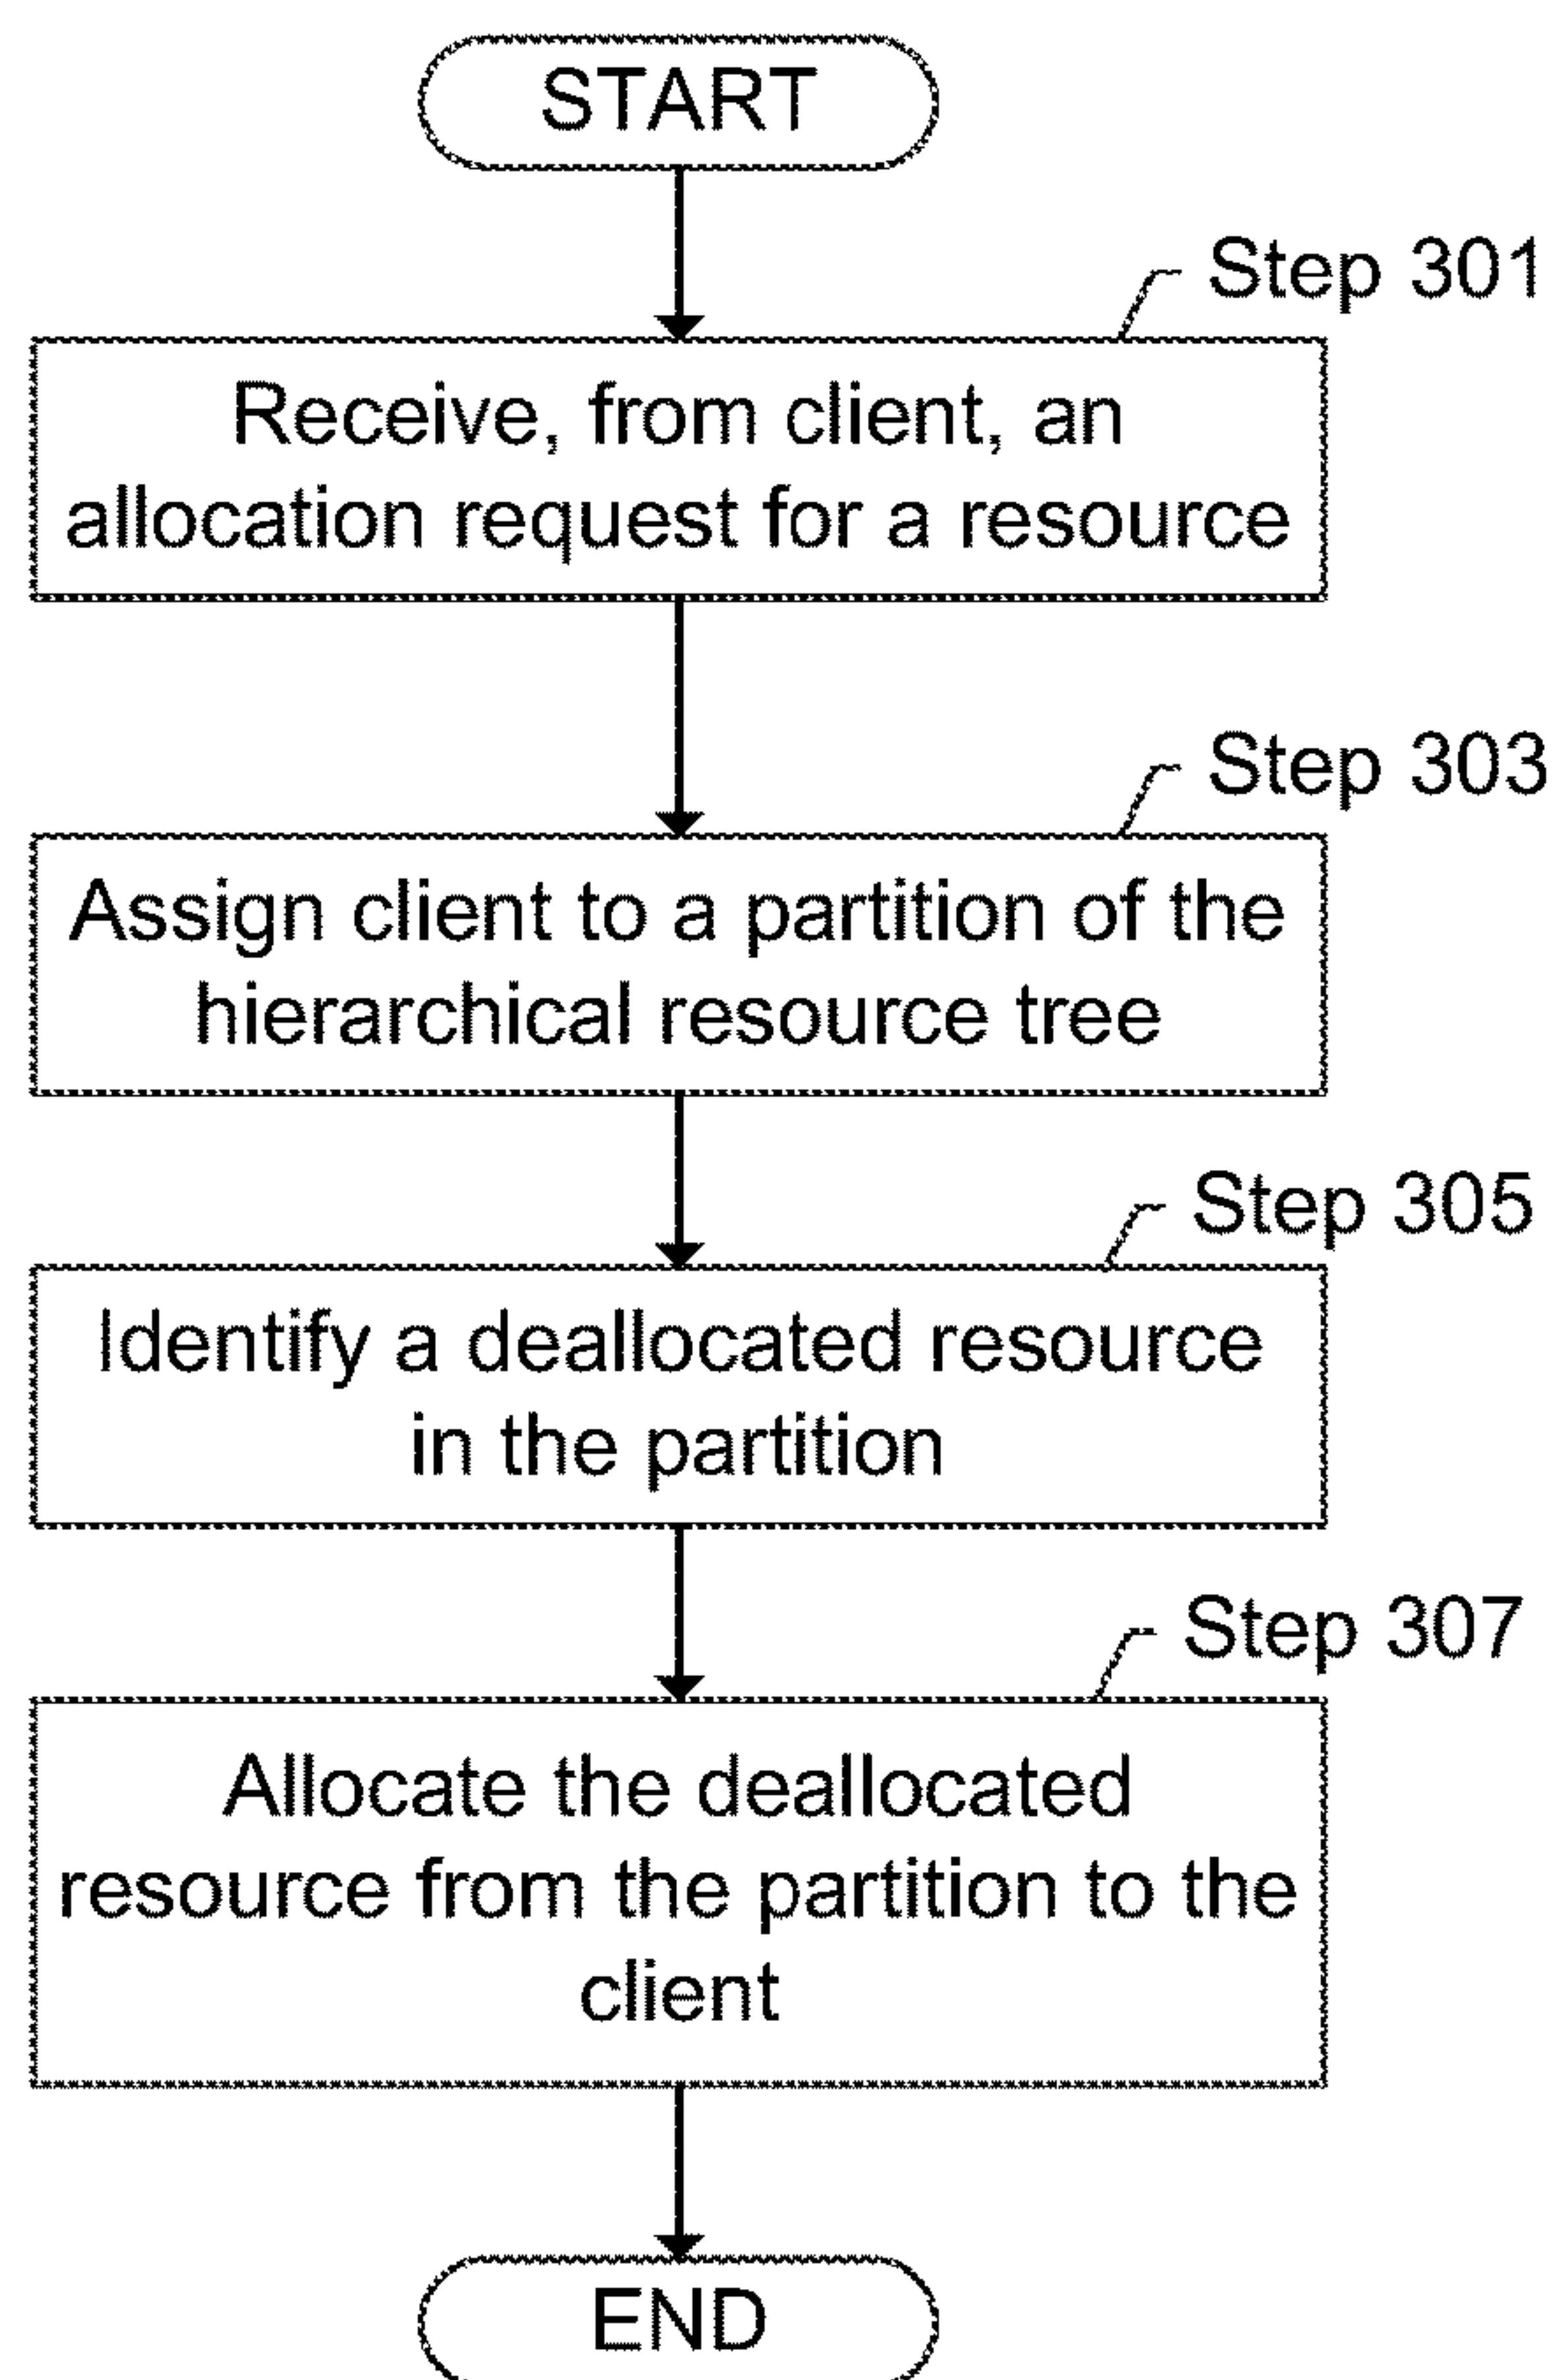 START
Step 301
Receive, from client, an
allocation request for a resource
Step 303
Assign client to a partition of the
hierarchical resource tree
Step 305
Identify a deallocated resource
in the partition
Step 307
Allocate the deallocated
resource from the partition to the
client
END